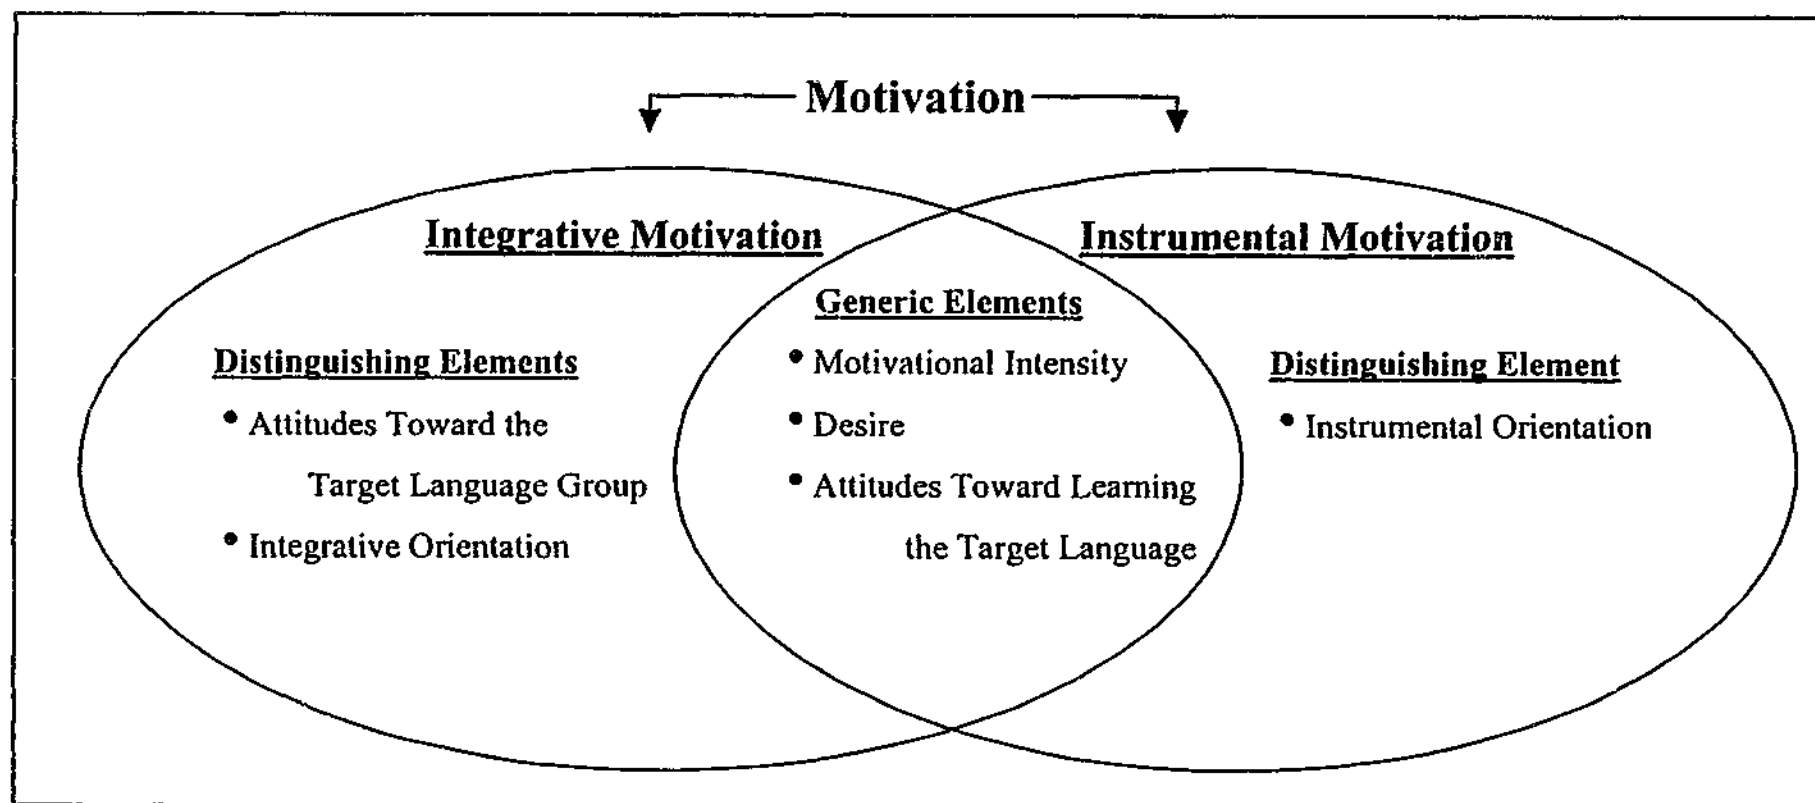 Motivation
Integrative Motivation
Instrumental Motivation
Generic Elements
Distinguishing Elements
• Attitudes Toward the
Target Language Group
• Integrative Orientation
• Motivational Intensity
• Desire
• Attitudes Toward Learning
the Target Language
Distinguishing Element
• Instrumental Orientation